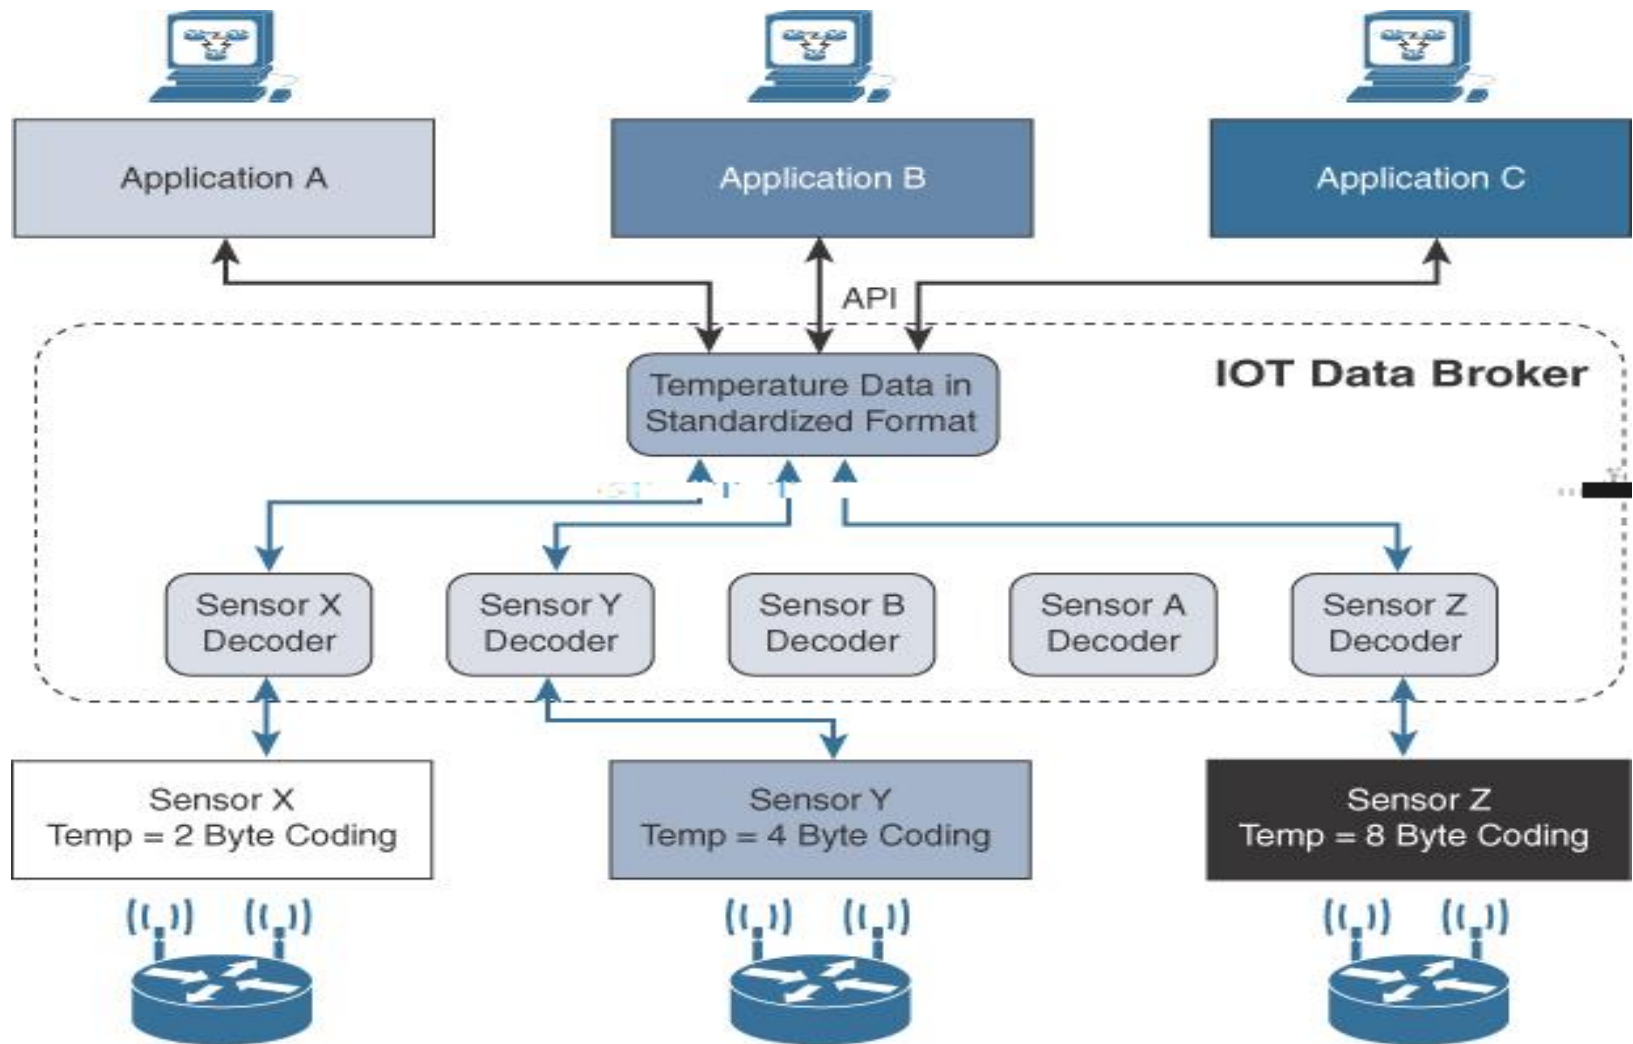 Application A
Application B
Application C
API
IOT Data Broker
Temperature Data in
Standardized Format
Sensor X
Decoder
Sensor Y
Decoder
Sensor B
Decoder
Sensor A
Decoder
Sensor Z
Decoder
Sensor X
Temp = 2 Byte Coding
Sensor Y
Temp = 4 Byte Coding
Sensor Z
Temp = 8 Byte Coding